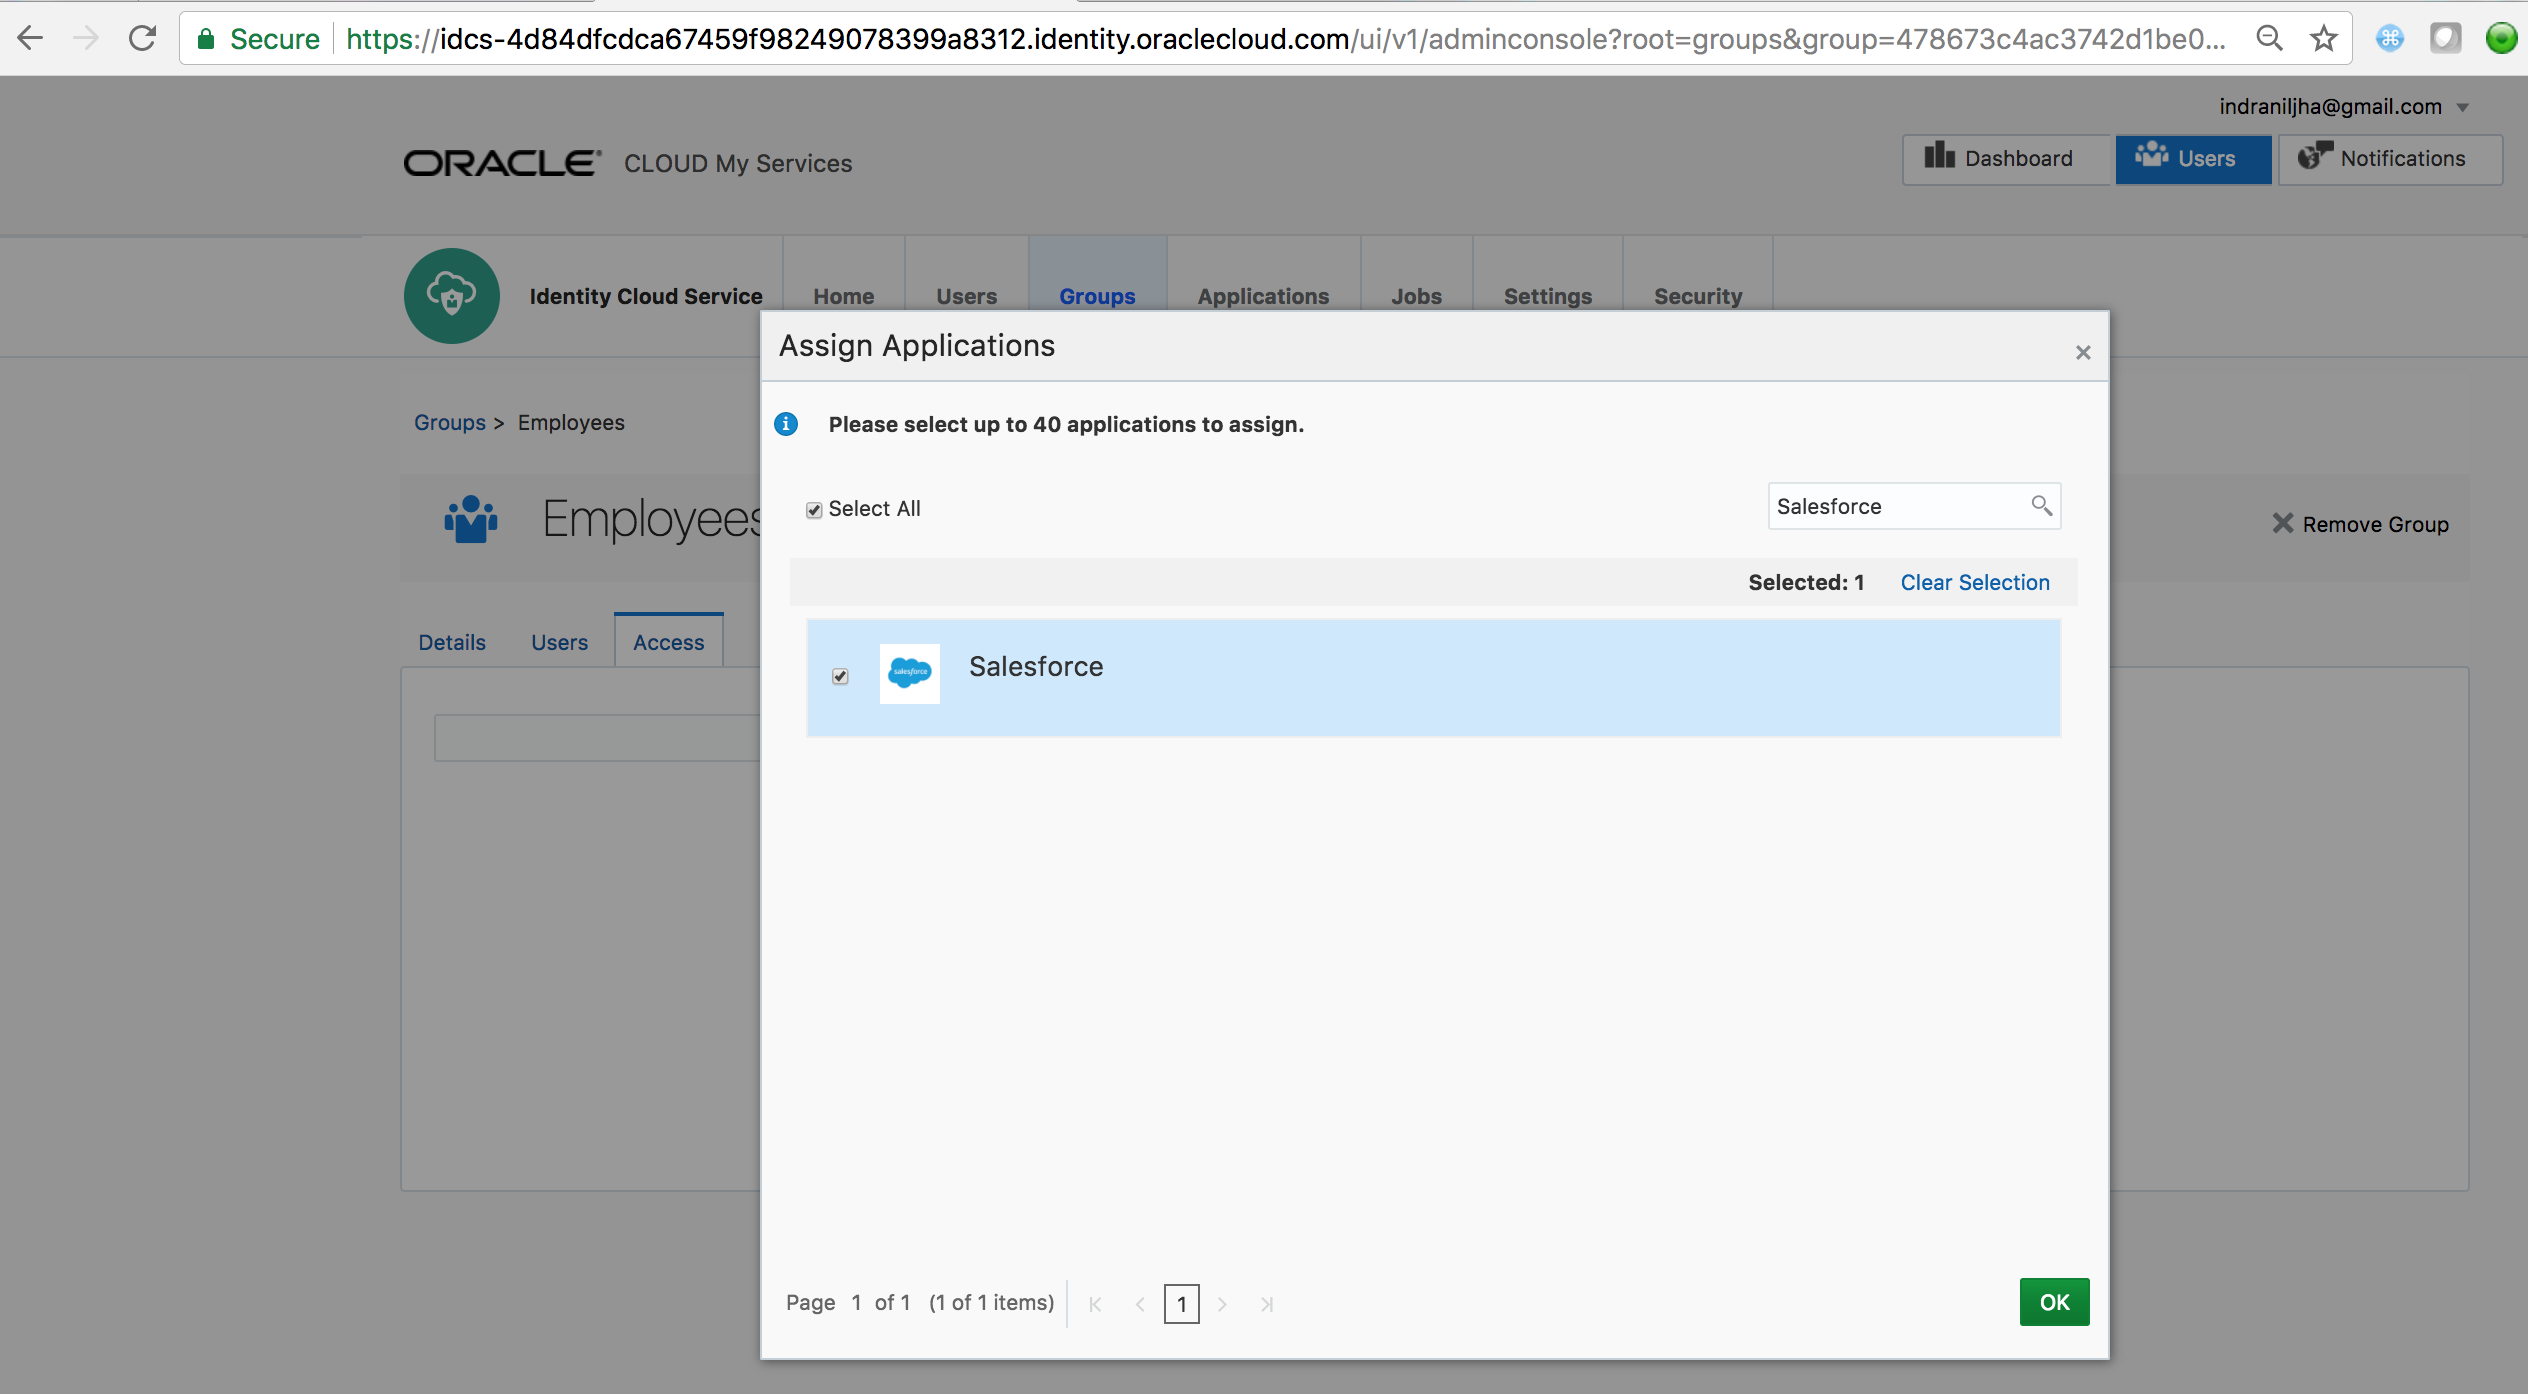 Secure https://idcs-4d84dfcdca67459f98249078399a8312.identity.oraclecloud.com/ui/v1/adminconsole?root=groups&group=478673c4ac3742d1be0...
indraniljha@gmail.com
ORACLE® CLOUD My Services
Dashboard Users Notifications
Identity Cloud Service Home Users Groups Applications Jobs Settings Security
Assign Applications
Please select up to 40 applications to assign.
Groups > Employees
Select All Salesforce
Employees
Remove Group
Selected: 1 Clear Selection
Details Users Access
salesforce Salesforce
Page 1 of 1 (1 of 1 items) 1
OK